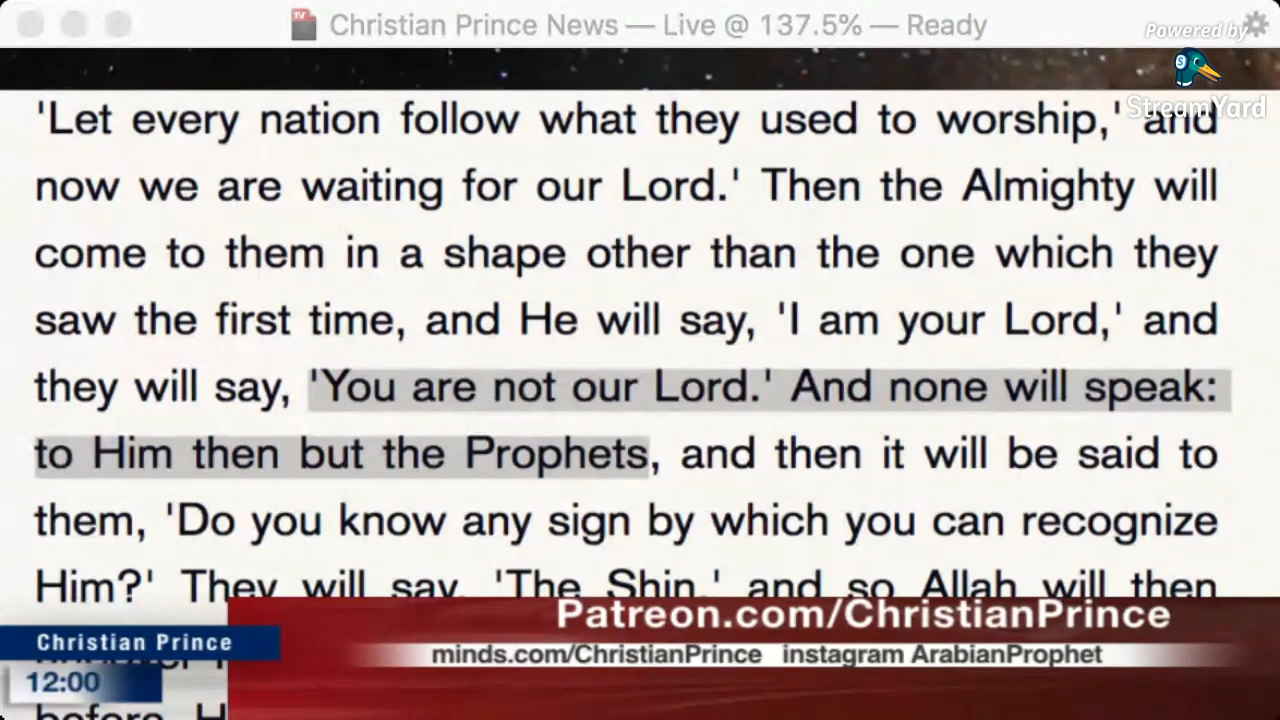 Christian Prince News — Live @ 137.5% — Ready
Powered by
StreamYard
'Let every nation follow what they used to worship,' and
now we are waiting for our Lord.' Then the Almighty will
come to them in a shape other than the one which they
saw the first time, and He will say, 'I am your Lord,' and
they will say, 'You are not our Lord.' And none will speak:
to Him then but the Prophets, and then it will be said to
them, 'Do you know any sign by which you can recognize
Him?' They will say, 'The Shin,' and so Allah will then
before H
Patreon.com/ChristianPrince
Christian Prince
minds.com/ChristianPrince instagram ArabianProphet
12:00